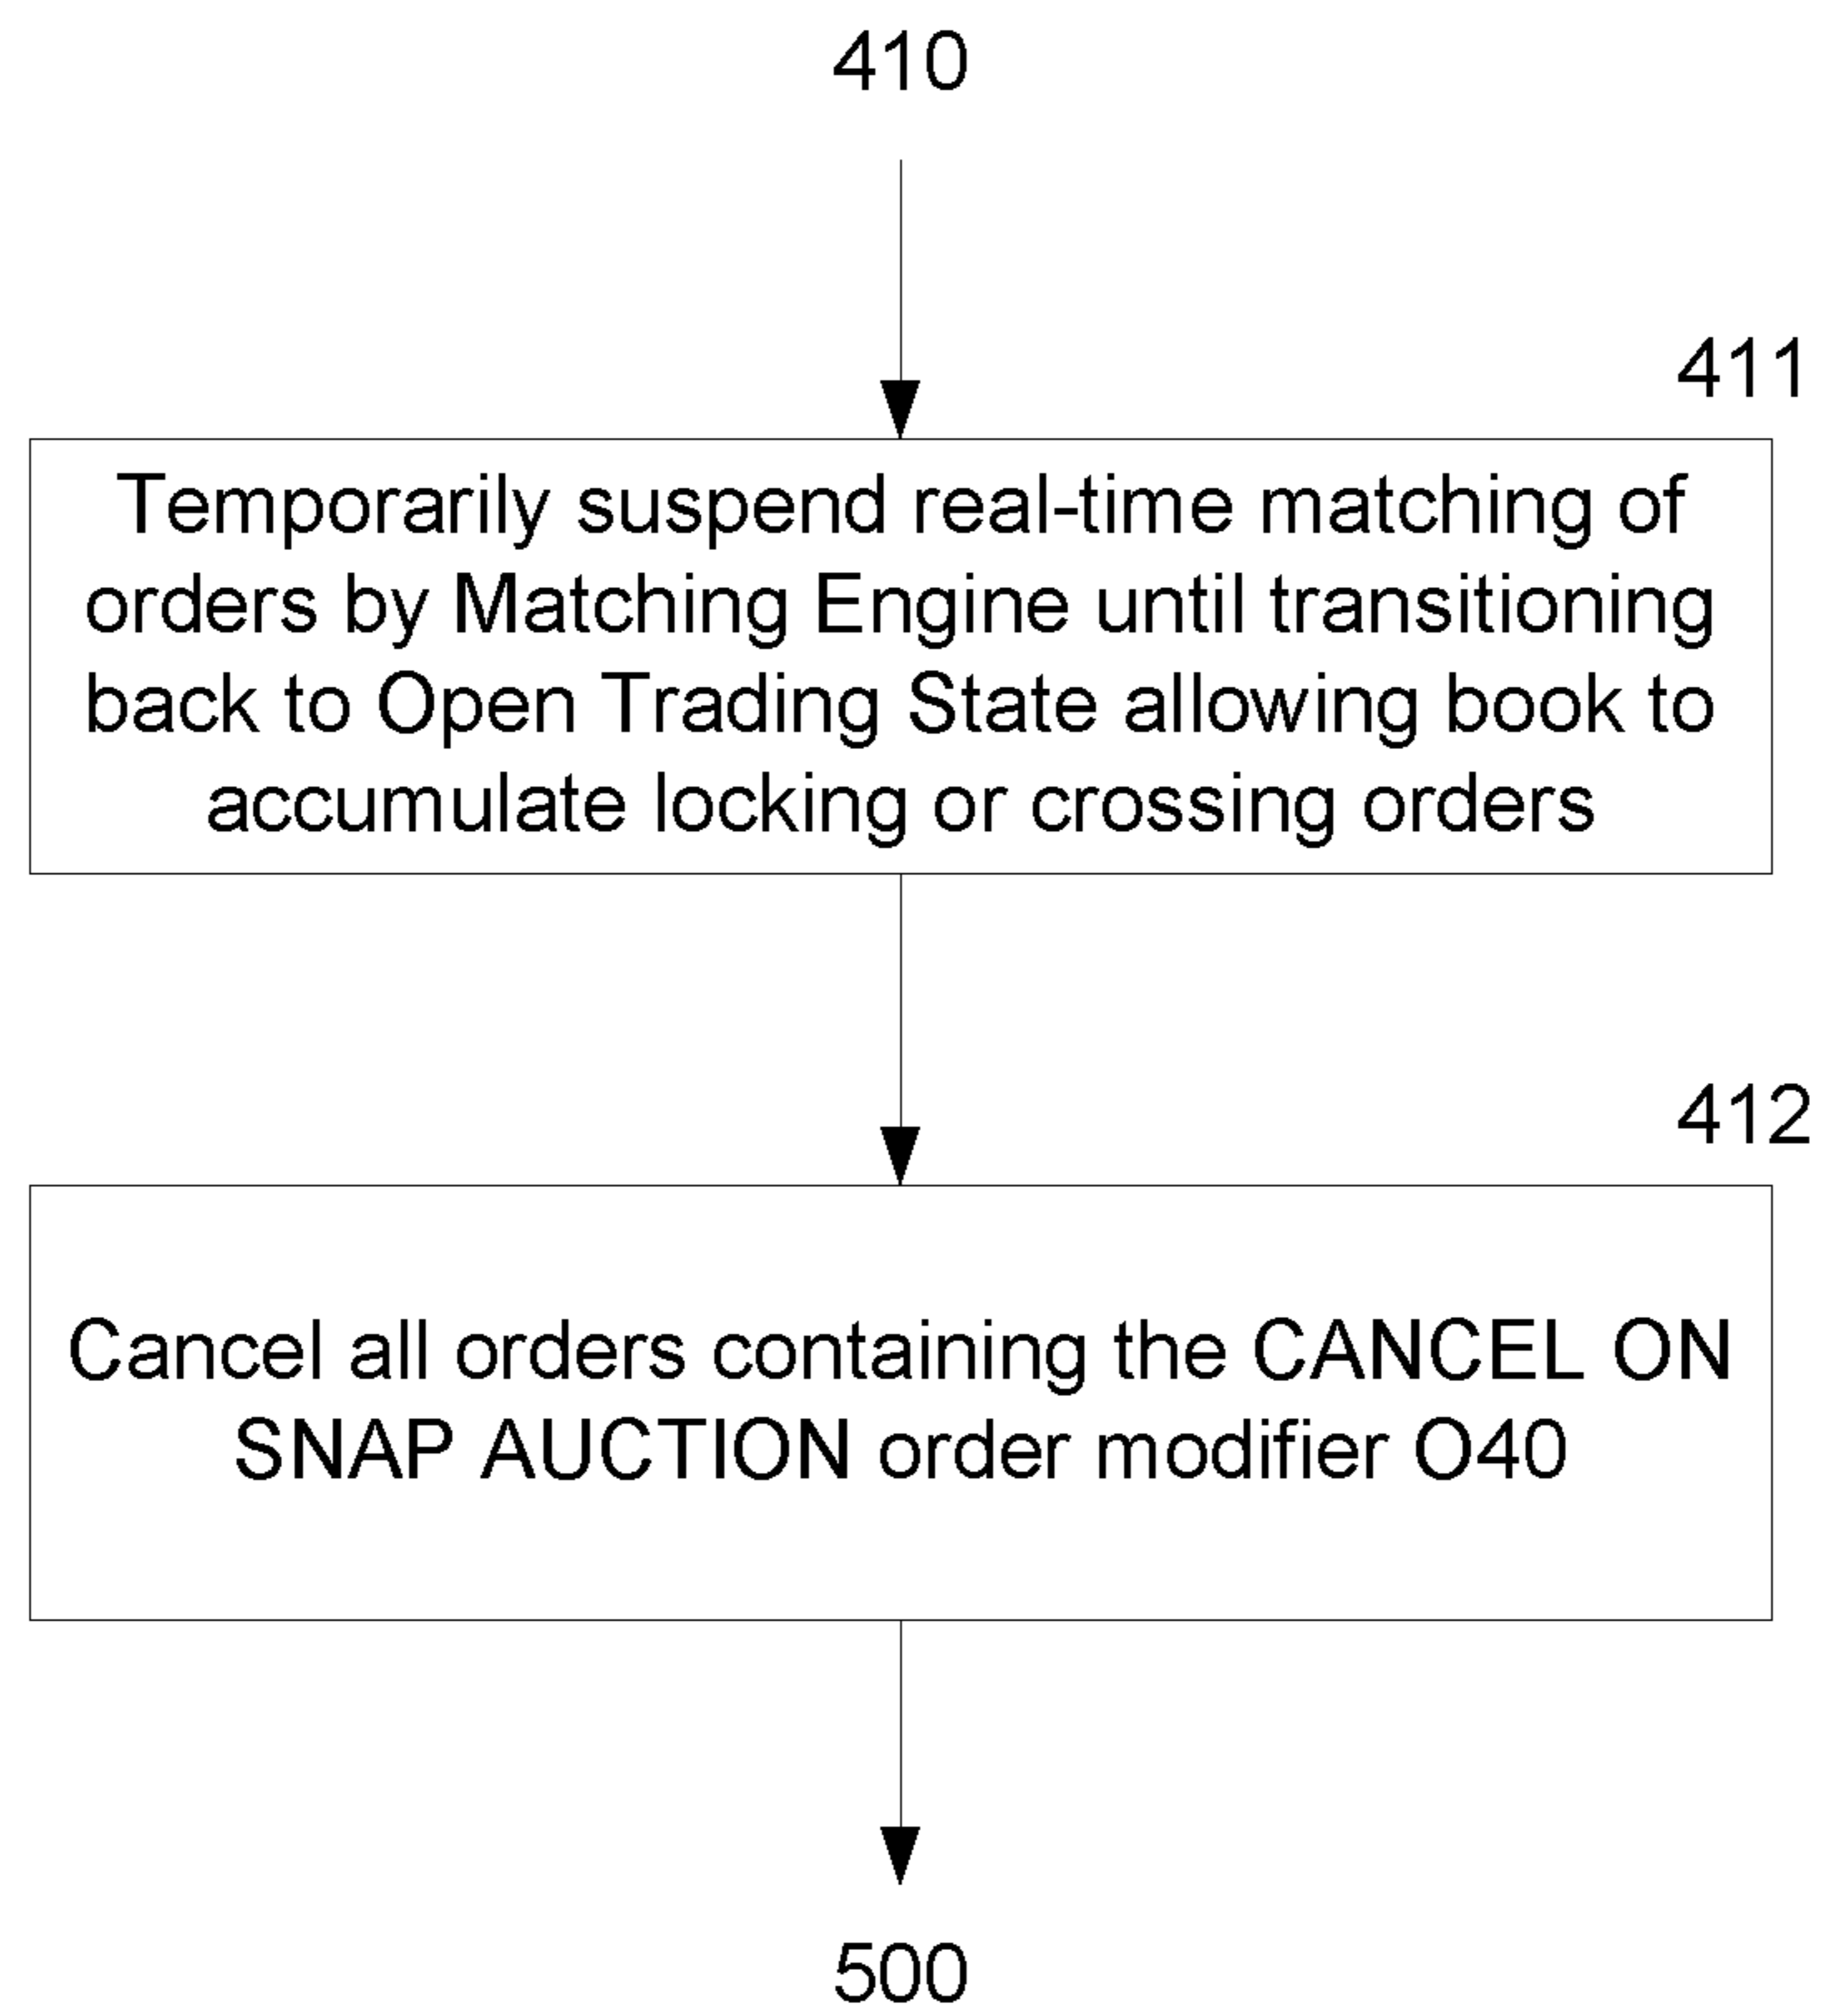 410
411
Temporarily suspend real-time matching of
orders by Matching Engine until transitioning
back to Open Trading State allowing book to
accumulate locking or crossing orders
412
Cancel all orders containing the CANCEL ON
SNAP AUCTION order modifier O40
500